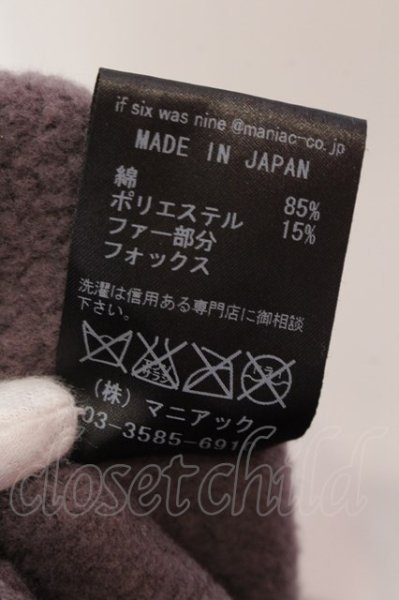 if six was nine @maniac-co.jp
MADE IN JAPAN
綿 85%
ポリエステル 15%
ファー部分
フォックス
洗濯は信用ある専門店に御相談
下さい。
(株) マニアック
03-3585-691
closetchild